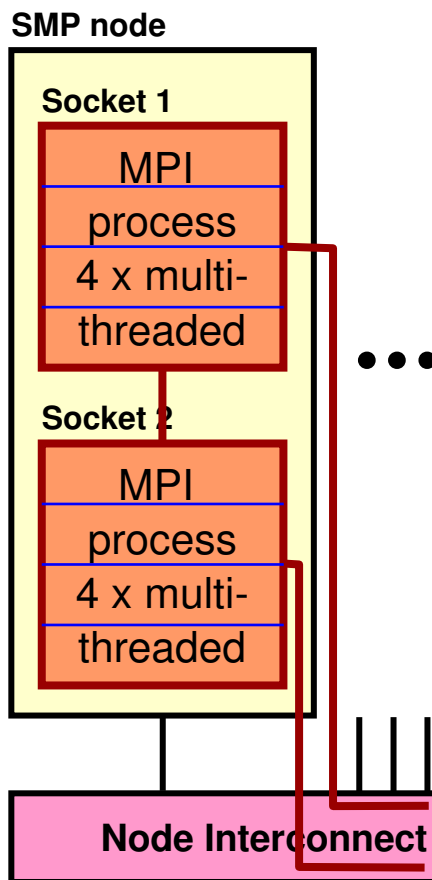 SMP node
Socket 1
MPI
process
4 x multi-
threaded
Socket 2
MPI
process
4 x multi-
threaded
Node Interconnect